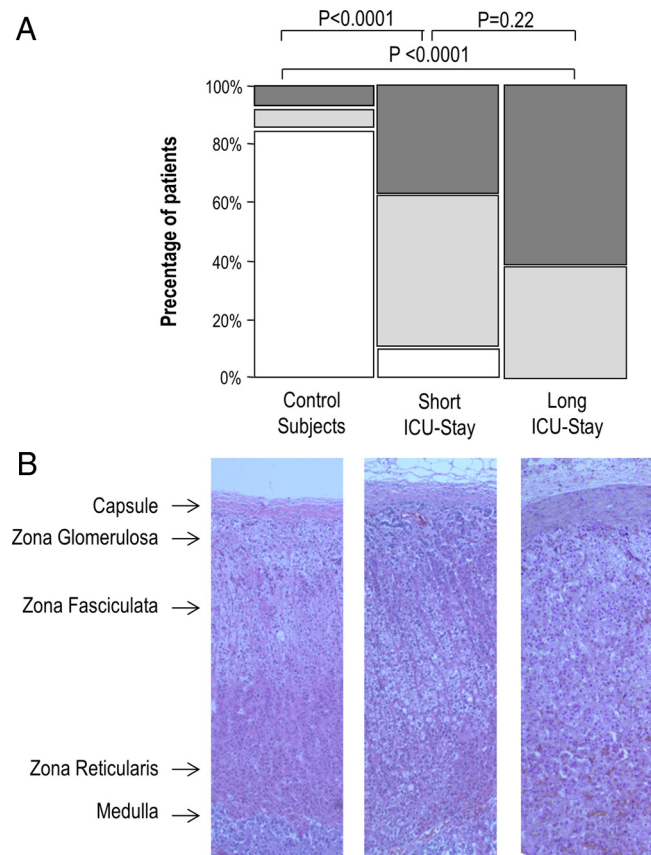 A
P<0.0001
P=0.22
P <0.0001
100%
80%
60%
40%
20%
0%
Precentage of patients
Control
Subjects
Short
ICU-Stay
Long
ICU-Stay
B
Capsule
Zona Glomerulosa
Zona Fasciculata
Zona Reticularis
Medulla